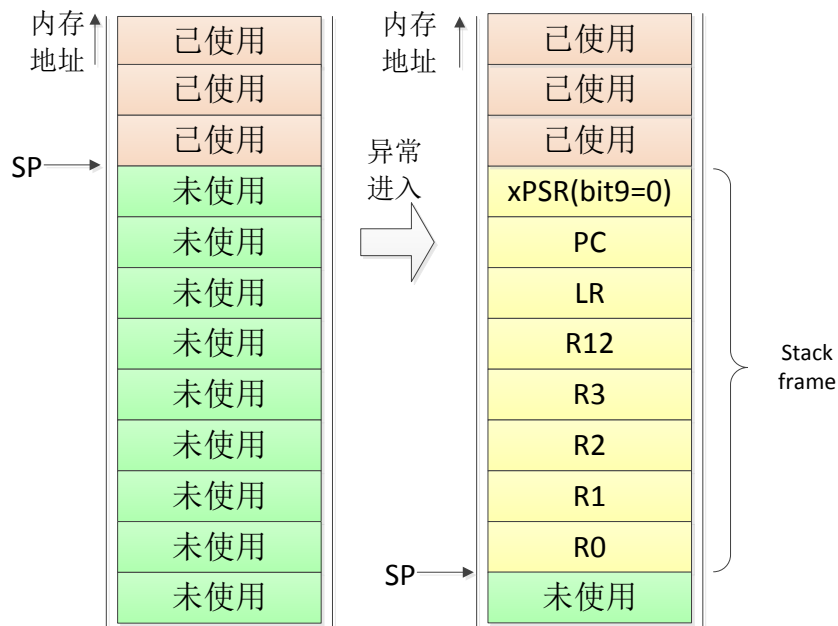 内存
地址
已使用
已使用
已使用
SP
未使用
未使用
未使用
未使用
未使用
未使用
未使用
未使用
未使用
异常
进入
内存
地址
已使用
已使用
已使用
xPSR(bit9=0)
PC
LR
R12
R3
R2
R1
R0
SP
未使用
Stack
frame